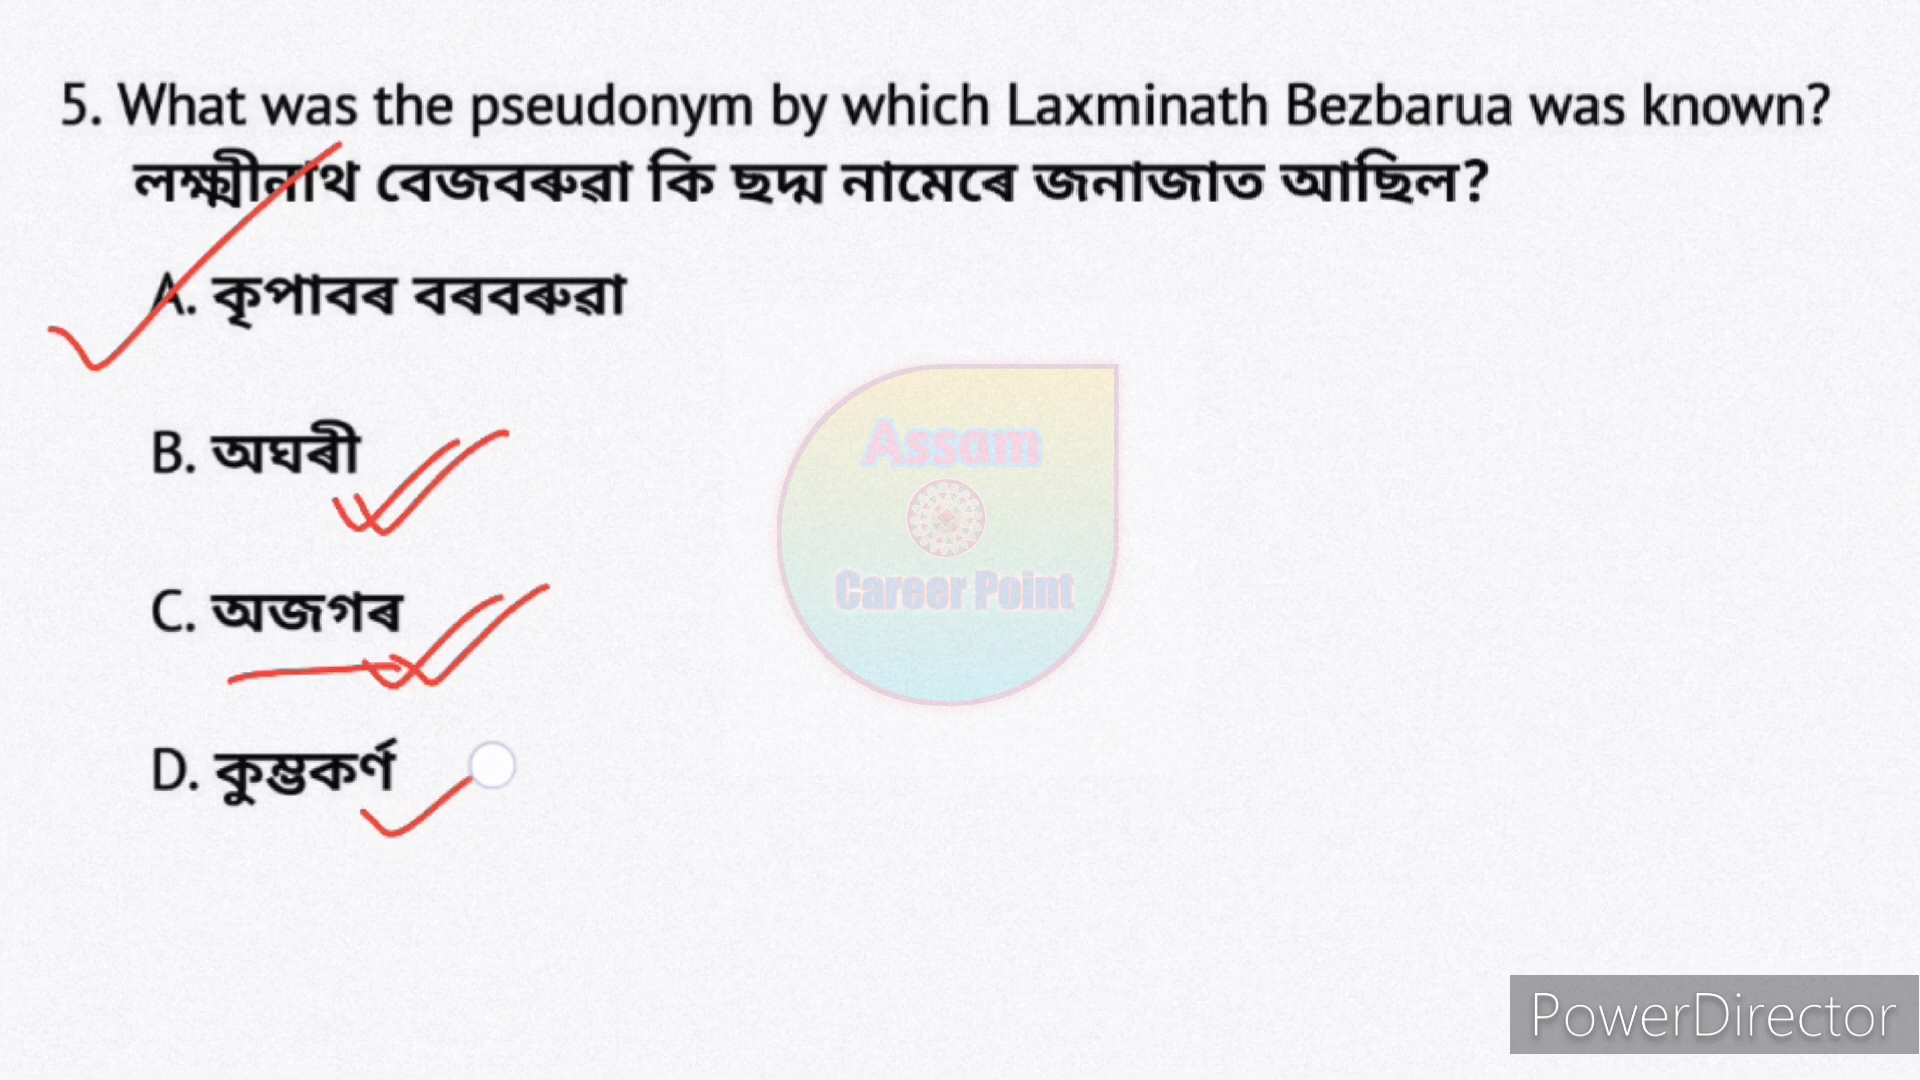 5. What was the pseudonym by which Laxminath Bezbarua was known?
লক্ষ্মীনাথ বেজবৰুৱা কি ছদ্ম নামেৰে জনাজাত আছিল?
A. কৃপাবৰ বৰবৰুৱা
B. অঘৰী
C. অজগৰ
D. কুম্ভকৰ্ণ
Assam
Career Point
PowerDirector